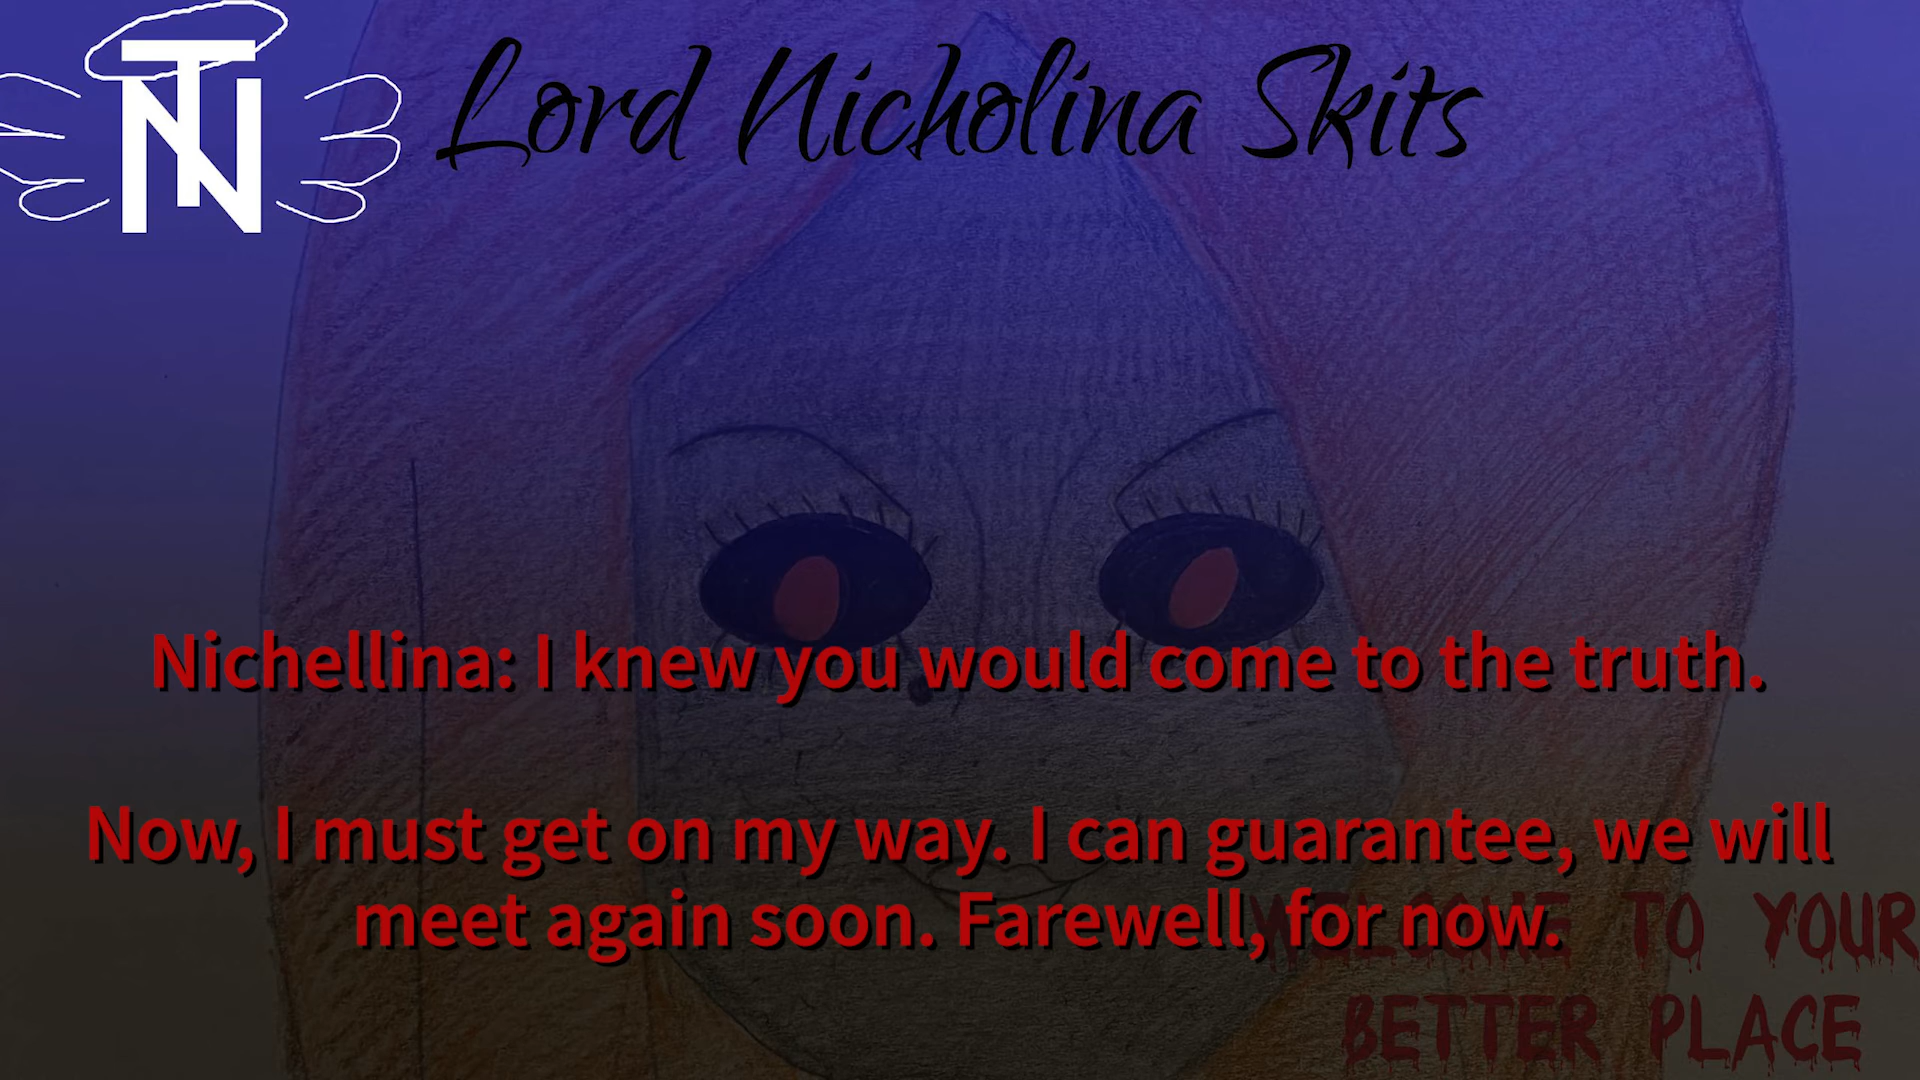 TN
Lord Nicholina Skits
Nichellina: I knew you would come to the truth.
Now, I must get on my way. I can guarantee, we will
meet again soon. Farewell, for now.
WELCOME TO YOUR
BETTER PLACE